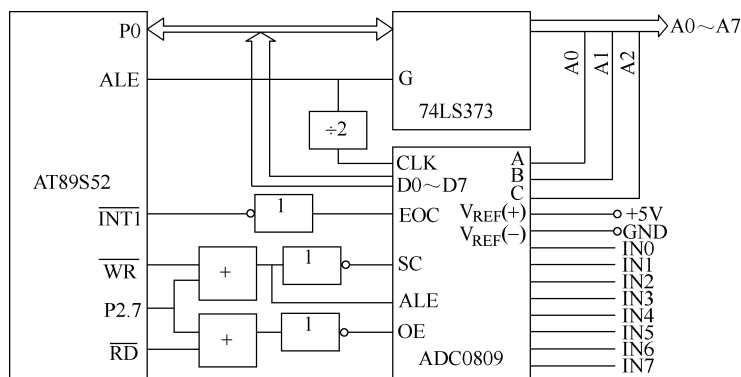 P0
A0~A7
ALE
G
A0
A1
A2
74LS373
÷2
CLK
A
D0~D7
B
C
AT89S52
V_REF(+)
+5V
INT1
1
EOC
V_REF(−)
GND
IN0
WR
+
1
SC
IN1
IN2
P2.7
ALE
IN3
IN4
RD
+
1
OE
IN5
ADC0809
IN6
IN7